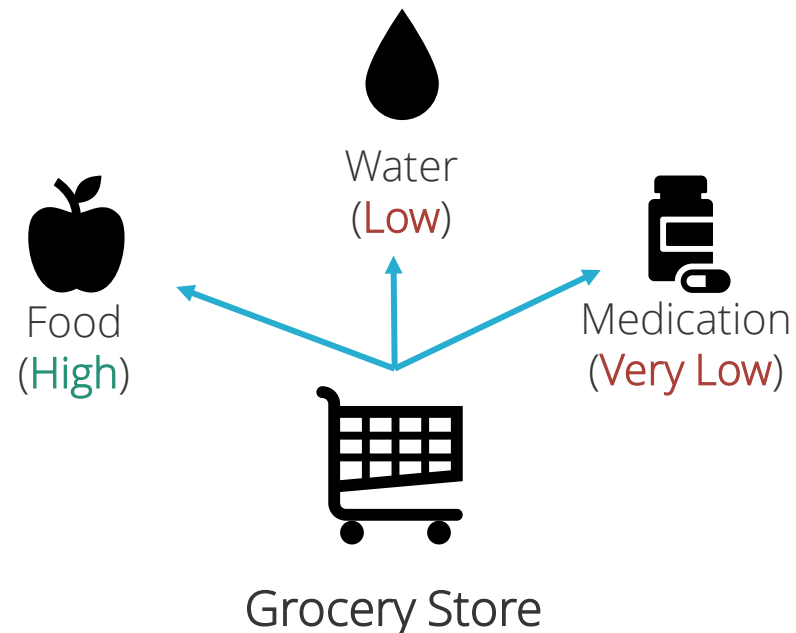 Water
(Low)
Food
(High)
Medication
(Very Low)
Grocery Store